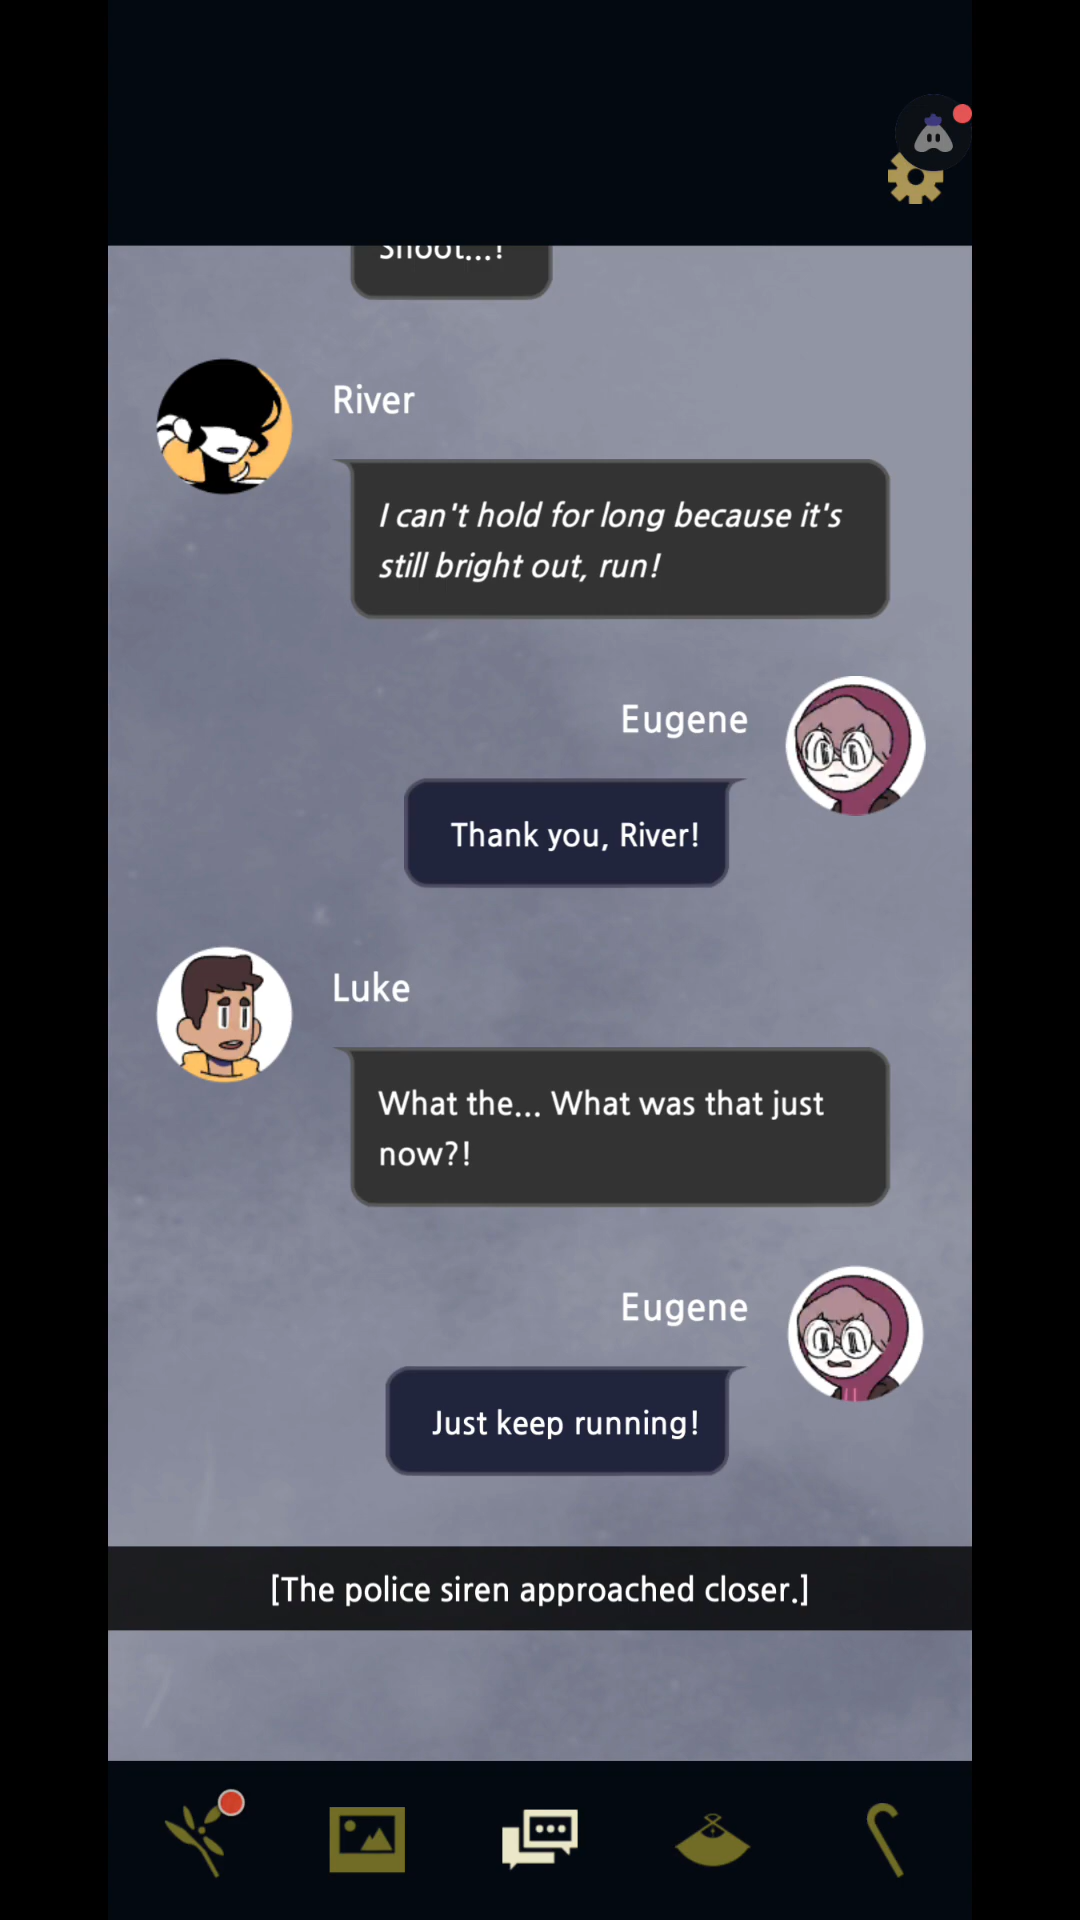 Shoot...!
River
I can't hold for long because it's
still bright out, run!
Eugene
Thank you, River!
Luke
What the... What was that just
now?!
Eugene
Just keep running!
[The police siren approached closer.]